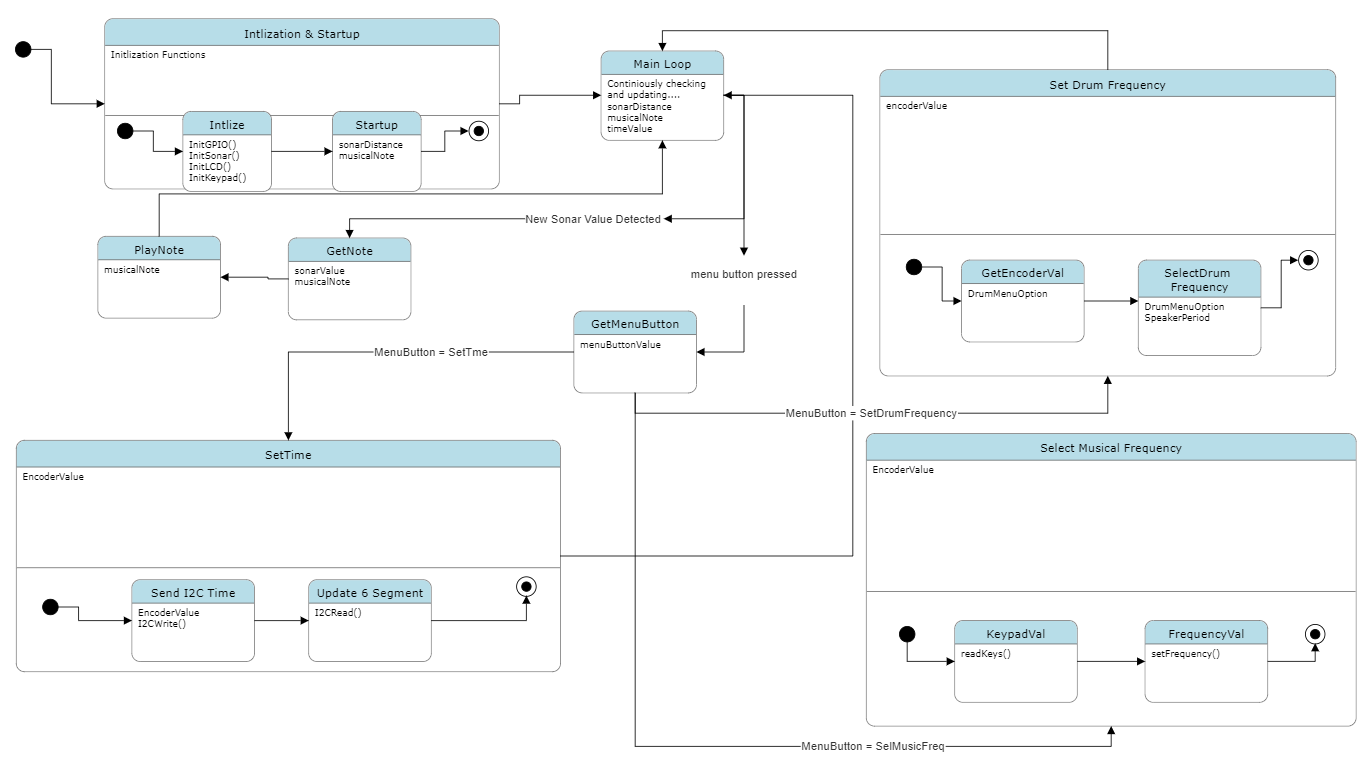 Intlization & Startup
Initlization Functions
Intlize
InitGPIO()
InitSonar()
InitLCD()
InitKeypad()
Startup
sonarDistance
musicalNote
Main Loop
Continiously checking
and updating....
sonarDistance
musicalNote
timeValue
Set Drum Frequency
encoderValue
GetEncoderVal
DrumMenuOption
SelectDrum
Frequency
DrumMenuOption
SpeakerPeriod
New Sonar Value Detected
PlayNote
musicalNote
GetNote
sonarValue
musicalNote
menu button pressed
GetMenuButton
menuButtonValue
MenuButton = SetTme
MenuButton = SetDrumFrequency
SetTime
EncoderValue
Send I2C Time
EncoderValue
I2CWrite()
Update 6 Segment
I2CRead()
Select Musical Frequency
EncoderValue
KeypadVal
readKeys()
FrequencyVal
setFrequency()
MenuButton = SelMusicFreq